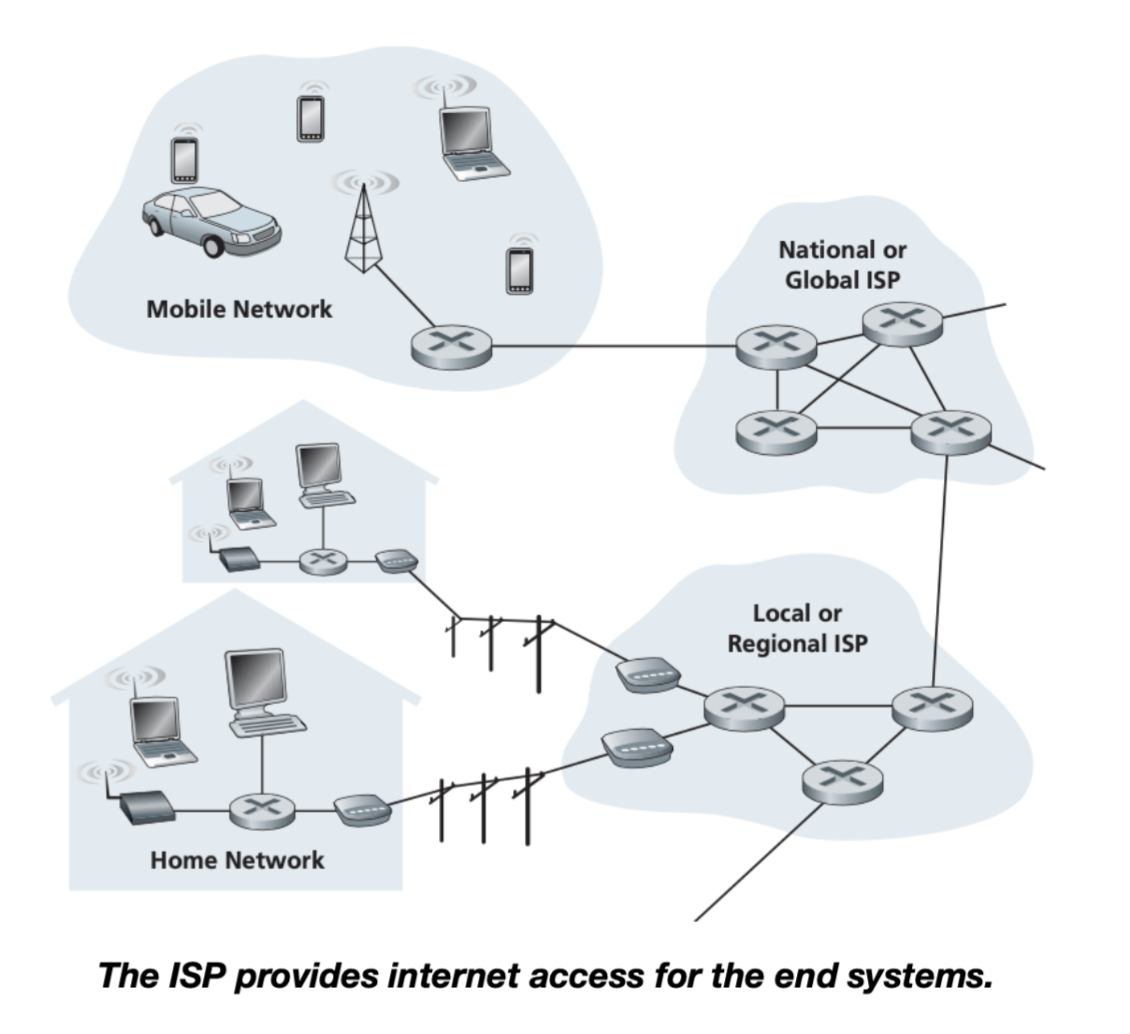 National or
Global ISP
Mobile Network
Local or
Regional ISP
Home Network
The ISP provides internet access for the end systems.